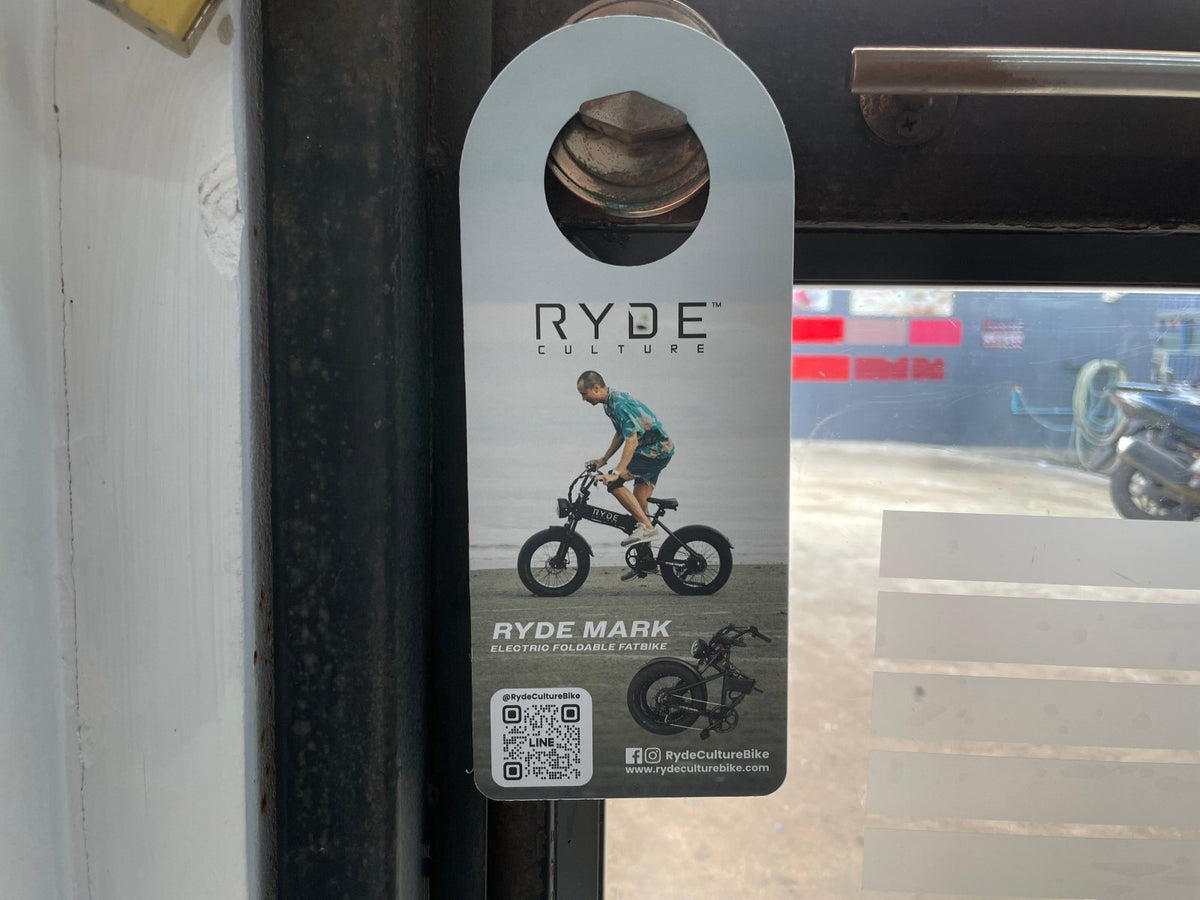 RYDE™
CULTURE
RYDE
RYDE MARK
ELECTRIC FOLDABLE FATBIKE
@RydeCultureBike
LINE
RydeCultureBike
www.rydeculturebike.com